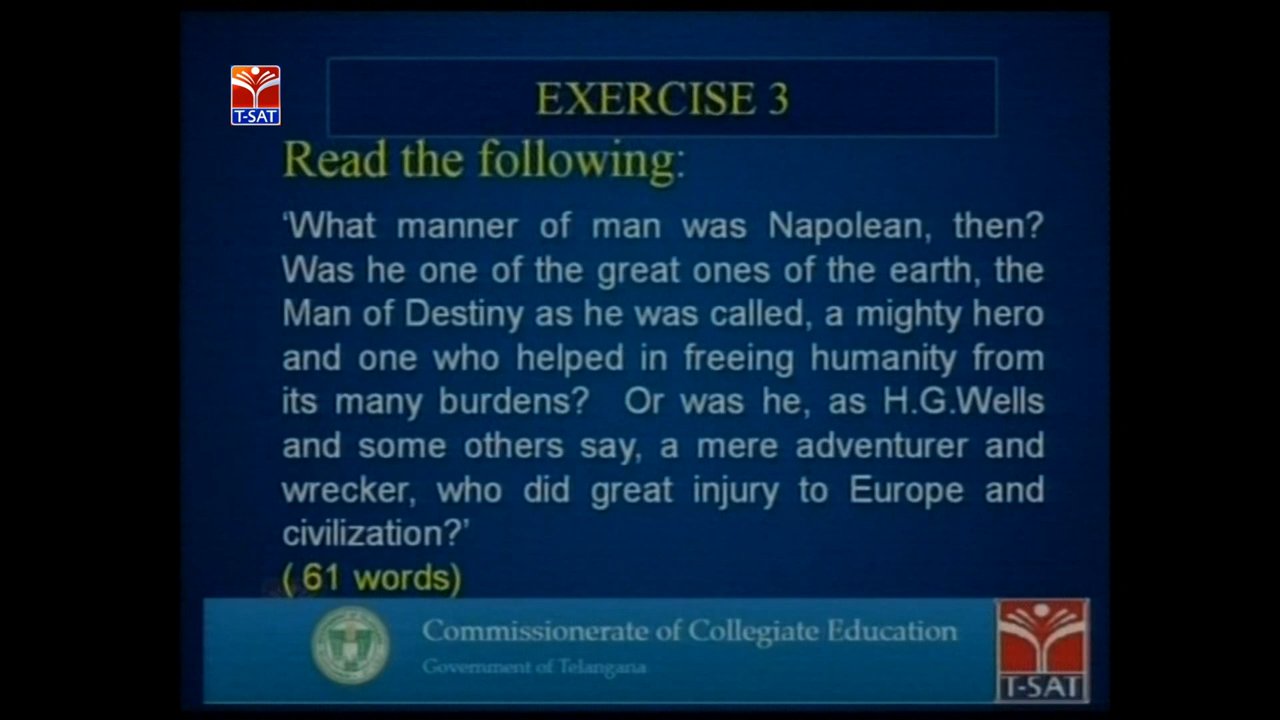 T-SAT
EXERCISE 3
Read the following:
‘What manner of man was Napolean, then?
Was he one of the great ones of the earth, the
Man of Destiny as he was called, a mighty hero
and one who helped in freeing humanity from
its many burdens? Or was he, as H.G.Wells
and some others say, a mere adventurer and
wrecker, who did great injury to Europe and
civilization?’
( 61 words)
Commissionerate of Collegiate Education
Government of Telangana
T-SAT